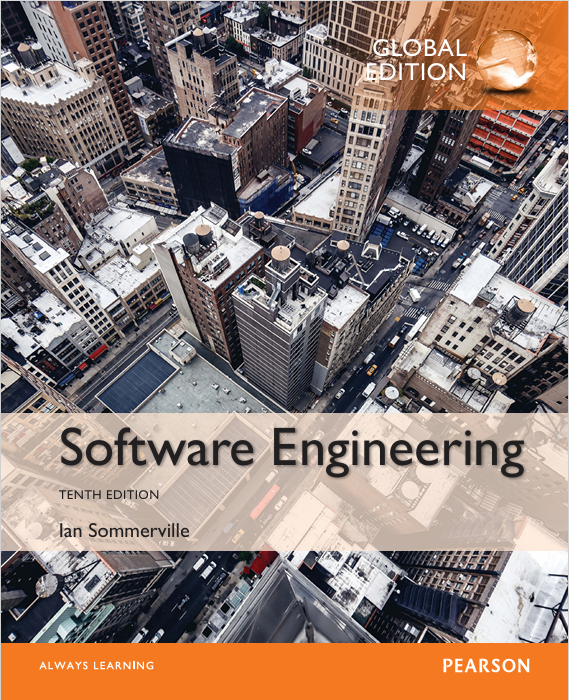 GLOBAL
EDITION
Software Engineering
TENTH EDITION
Ian Sommerville
ALWAYS LEARNING
PEARSON